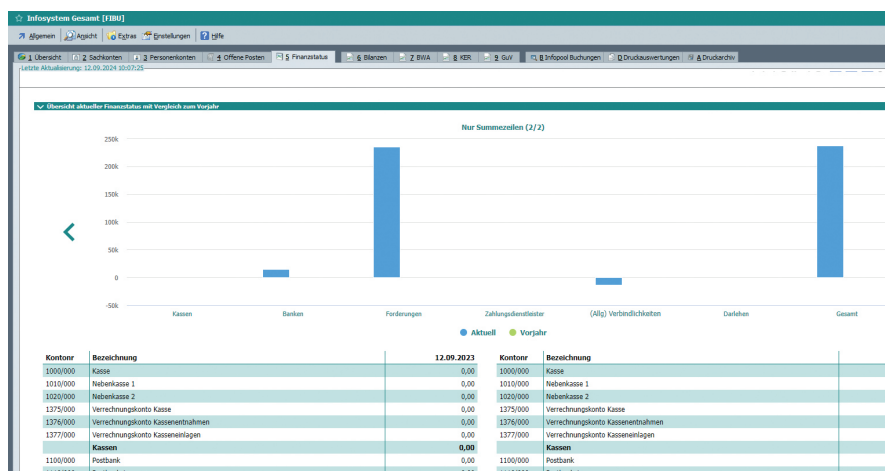 Infosystem Gesamt [FIBU]
Allgemein Ansicht Extras Einstellungen Hilfe
1 Übersicht 2 Sachkonten 3 Personenkonten 4 Offene Posten 5 Finanzstatus 6 Bilanzen 7 BWA 8 KER 9 GuV B Infopool Buchungen D Druckauswertungen A Druckarchiv
Letzte Aktualisierung: 12.09.2024 10:07:25
Übersicht aktueller Finanzstatus mit Vergleich zum Vorjahr
Nur Summezeilen (2/2)
250k
200k
150k
100k
50k
0
-50k
Kassen Banken Forderungen Zahlungsdienstleister (Allg) Verbindlichkeiten Darlehen Gesamt
Aktuell Vorjahr
Kontonr Bezeichnung 12.09.2023 Kontonr Bezeichnung
1000/000 Kasse 0,00 1000/000 Kasse
1010/000 Nebenkasse 1 0,00 1010/000 Nebenkasse 1
1020/000 Nebenkasse 2 0,00 1020/000 Nebenkasse 2
1375/000 Verrechnungskonto Kasse 0,00 1375/000 Verrechnungskonto Kasse
1376/000 Verrechnungskonto Kassenentnahmen 0,00 1376/000 Verrechnungskonto Kassenentnahmen
1377/000 Verrechnungskonto Kasseneinlagen 0,00 1377/000 Verrechnungskonto Kasseneinlagen
Kassen 0,00 Kassen
1100/000 Postbank 0,00 1100/000 Postbank